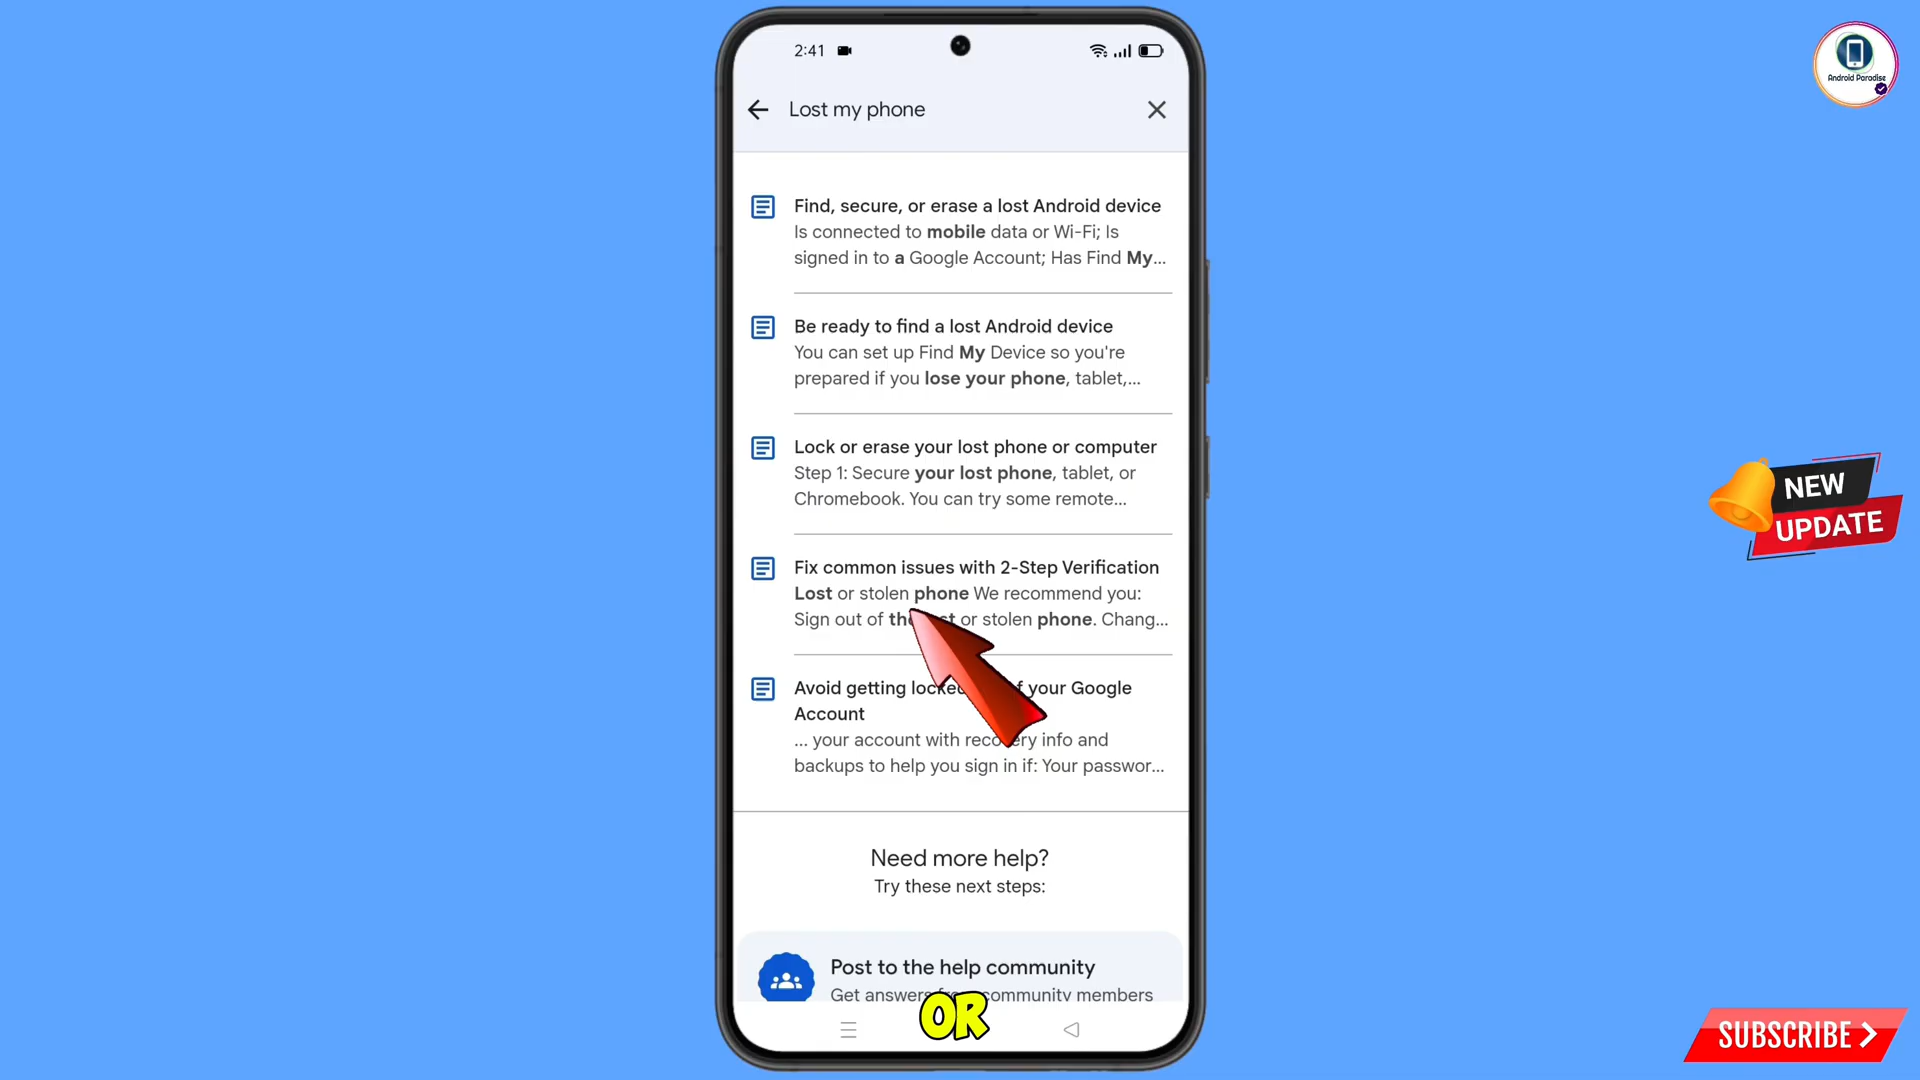 2:41
Android Paradise
Lost my phone
Find, secure, or erase a lost Android device
Is connected to mobile data or Wi-Fi; Is
signed in to a Google Account; Has Find My...
Be ready to find a lost Android device
You can set up Find My Device so you're
prepared if you lose your phone, tablet,...
Lock or erase your lost phone or computer
Step 1: Secure your lost phone, tablet, or
Chromebook. You can try some remote...
NEW
UPDATE
Fix common issues with 2-Step Verification
Lost or stolen phone We recommend you:
Sign out of or stolen phone. Chang...
Avoid getting your Google
Account
... your account with recovery info and
backups to help you sign in if: Your passwor...
Need more help?
Try these next steps:
Post to the help community
Get answers community members
OR
SUBSCRIBE